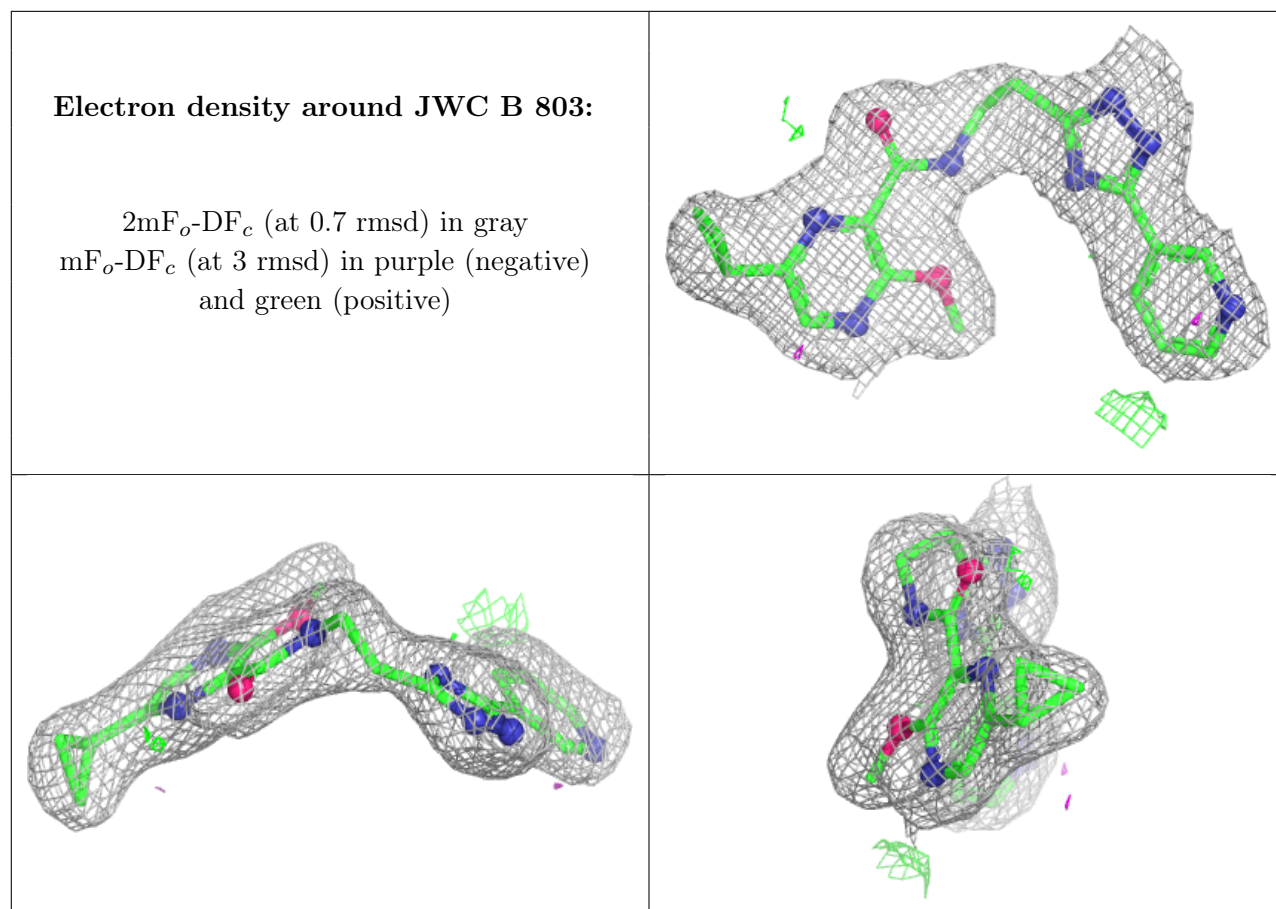 Electron density around JWC B 803:
2mFo-DFc (at 0.7 rmsd) in gray
mFo-DFc (at 3 rmsd) in purple (negative)
and green (positive)